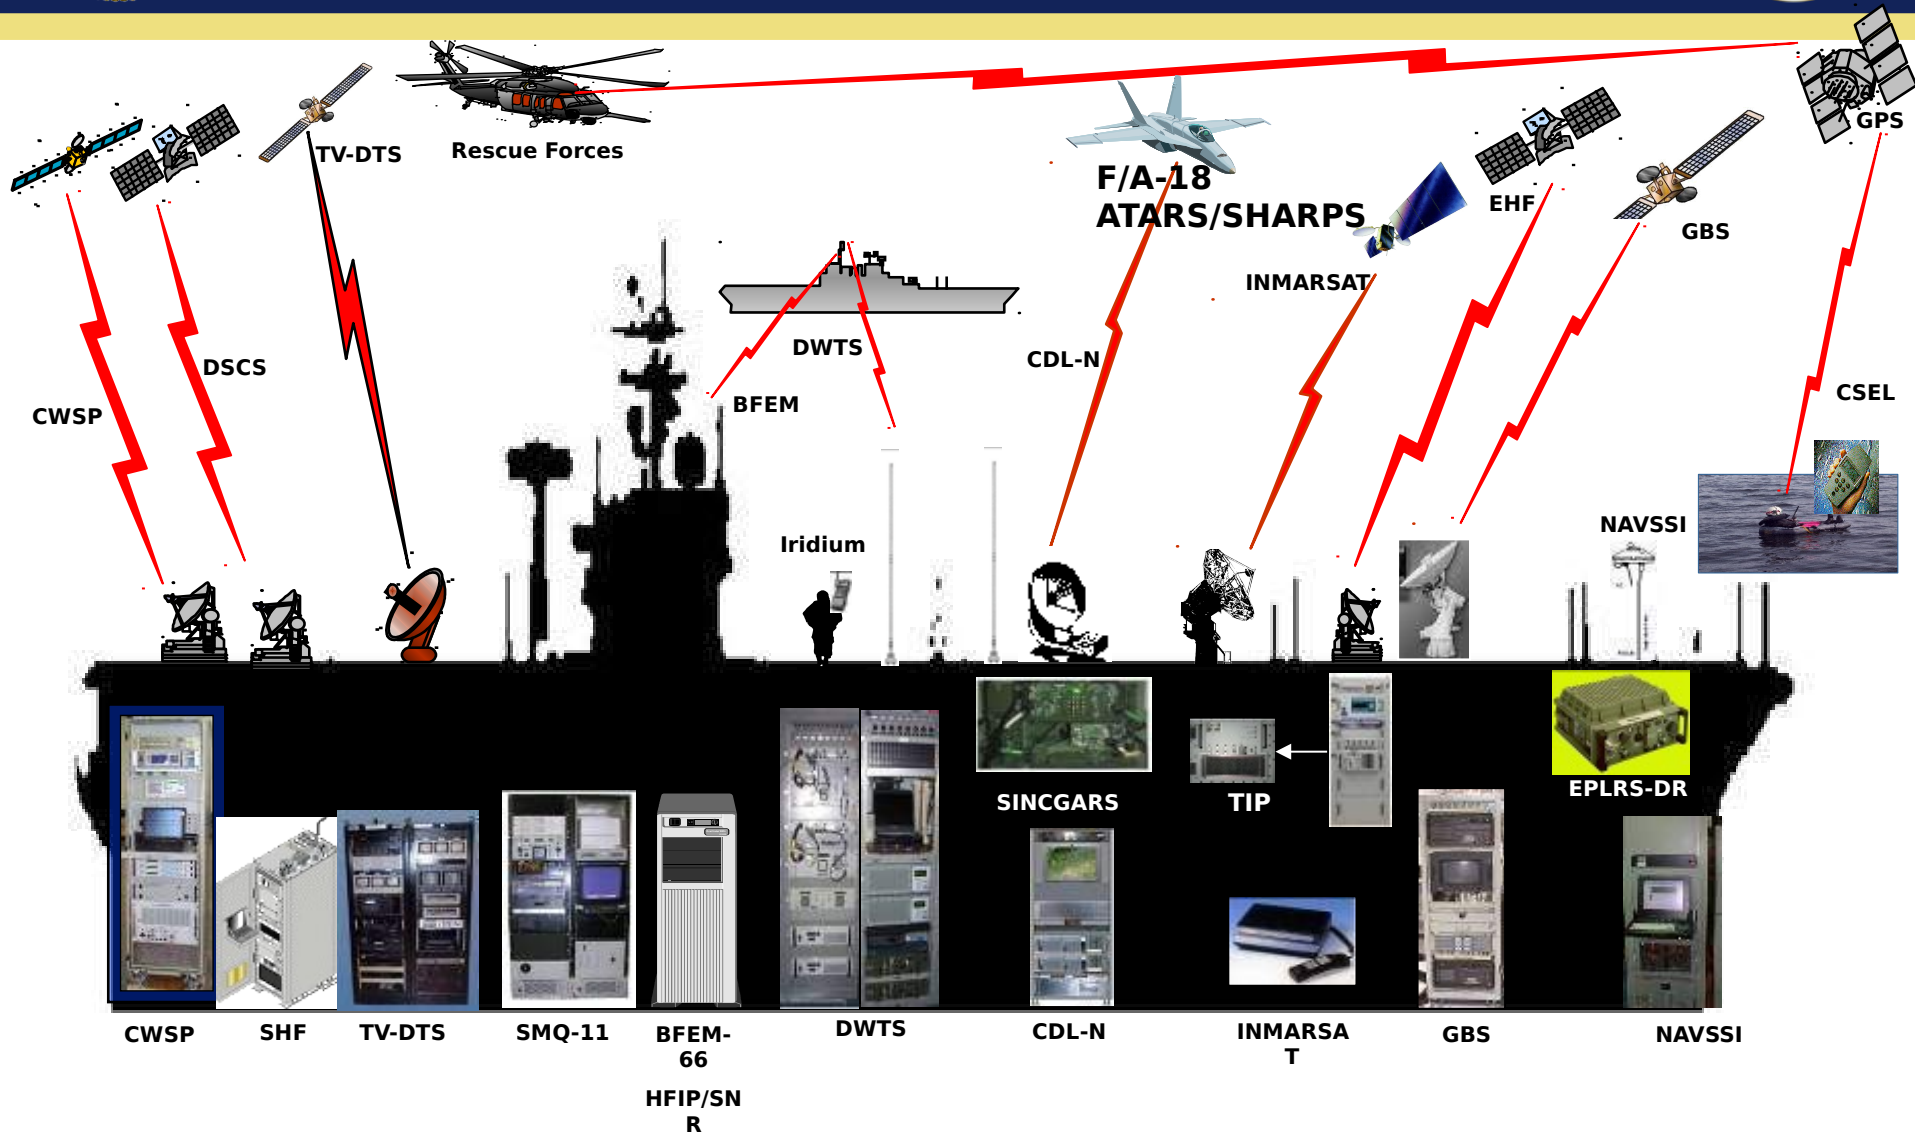 TV-DTS
Rescue Forces
GPS
F/A-18
ATARS/SHARPS
EHF
GBS
INMARSAT
DWTS
CDL-N
DSCS
CSEL
BFEM
CWSP
NAVSSI
Iridium
SINCGARS
TIP
EPLRS-DR
CWSP
SHF
TV-DTS
SMQ-11
BFEM-
66
HFIP/SN
R
DWTS
CDL-N
INMARSA
T
GBS
NAVSSI